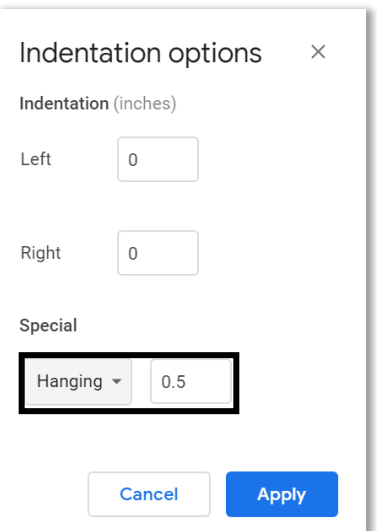 Indentation options
Indentation (inches)
Left 0
Right 0
Special
Hanging 0.5
Cancel Apply